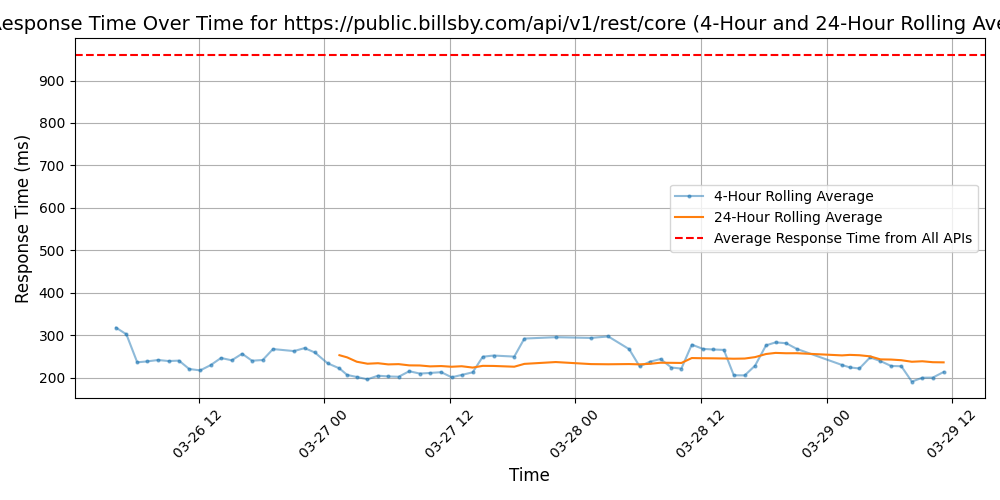 Response Time Over Time for https://public.billsby.com/api/v1/rest/core (4-Hour and 24-Hour Rolling Ave
Response Time (ms)
900
800
700
600
500
400
300
200
4-Hour Rolling Average
24-Hour Rolling Average
Average Response Time from All APIs
03-26 12
03-27 00
03-27 12
03-28 00
03-28 12
03-29 00
03-29 12
Time